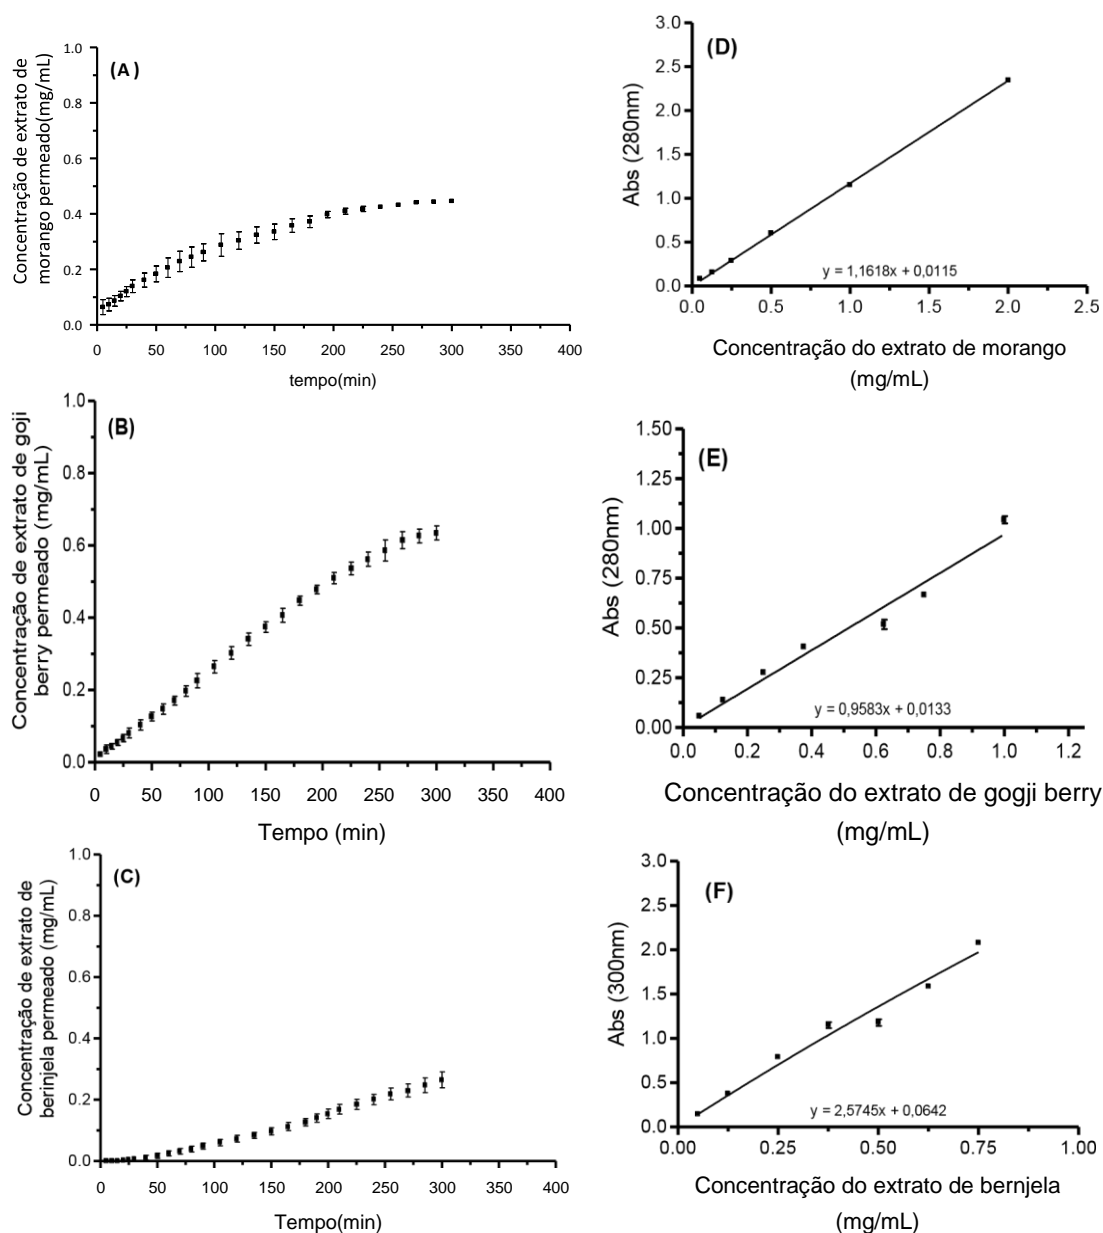 (A)
Concentração de extrato de
morango permeado(mg/mL)
1.0
0.8
0.6
0.4
0.2
0.0
0 50 100 150 200 250 300 350 400
tempo(min)
(D)
Abs (280nm)
3.0
2.5
2.0
1.5
1.0
0.5
0.0
y = 1,1618x + 0,0115
0.0 0.5 1.0 1.5 2.0 2.5
Concentração do extrato de morango
(mg/mL)
(B)
Concentração de extrato de goji
berry permeado (mg/mL)
1.0
0.8
0.6
0.4
0.2
0.0
0 50 100 150 200 250 300 350 400
Tempo (min)
(E)
Abs (280nm)
1.50
1.25
1.00
0.75
0.50
0.25
0.00
y = 0,9583x + 0,0133
0.0 0.2 0.4 0.6 0.8 1.0 1.2
Concentração do extrato de gogji berry
(mg/mL)
(C)
Concentração de extrato de
berinjela permeado (mg/mL)
1.0
0.8
0.6
0.4
0.2
0.0
0 50 100 150 200 250 300 350 400
Tempo(min)
(F)
Abs (300nm)
3.0
2.5
2.0
1.5
1.0
0.5
0.0
y = 2,5745x + 0,0642
0.00 0.25 0.50 0.75 1.00
Concentração do extrato de bernjela
(mg/mL)